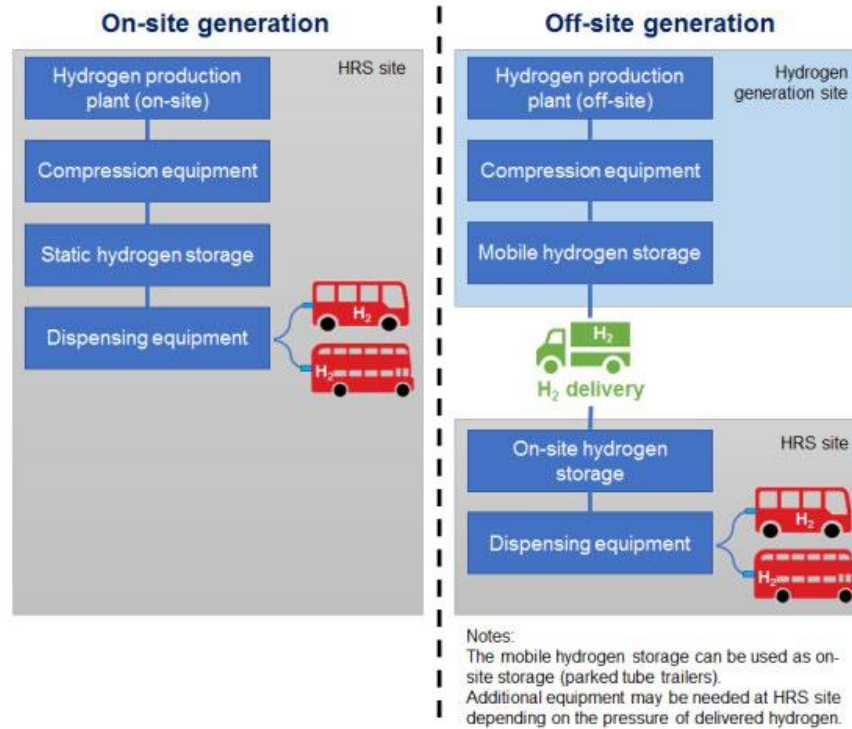 On-site generation
HRS site
Hydrogen production
plant (on-site)
Compression equipment
Static hydrogen storage
Dispensing equipment
H₂
H₂
Off-site generation
Hydrogen
generation site
Hydrogen production
plant (off-site)
Compression equipment
Mobile hydrogen storage
H₂
H₂ delivery
HRS site
On-site hydrogen
storage
Dispensing equipment
H₂
H₂
Notes:
The mobile hydrogen storage can be used as on-
site storage (parked tube trailers).
Additional equipment may be needed at HRS site
depending on the pressure of delivered hydrogen.